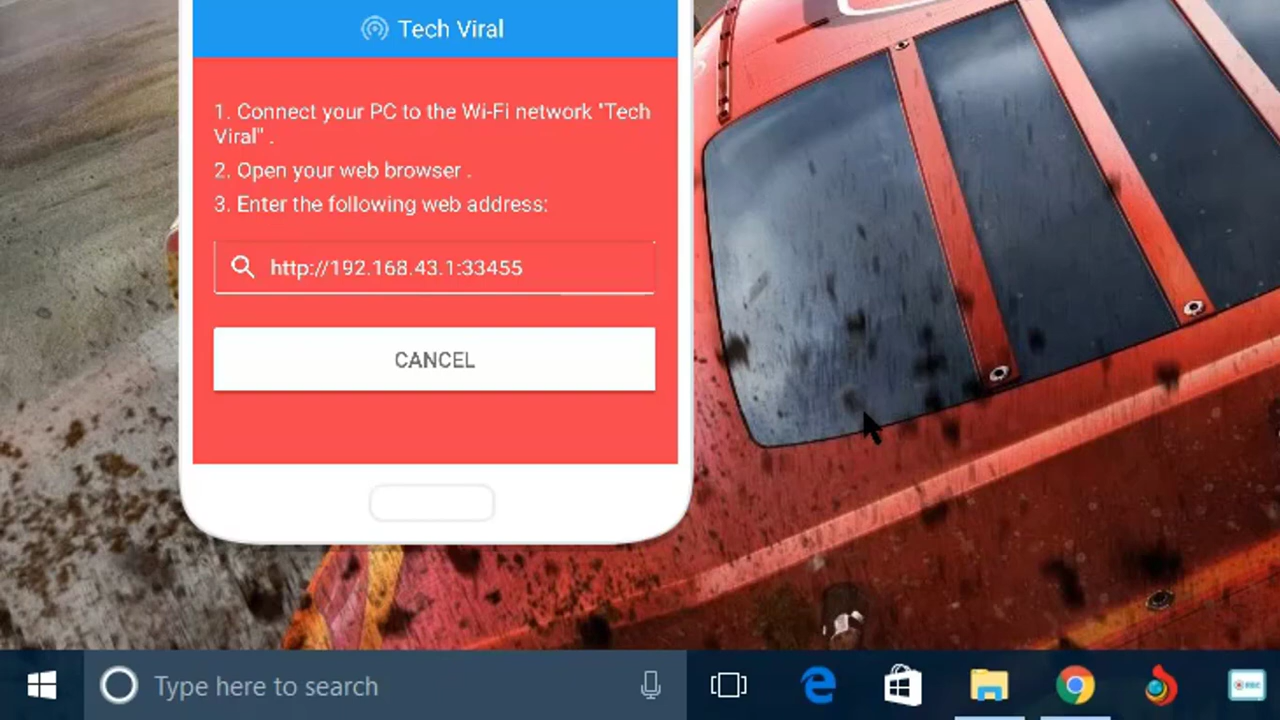 Tech Viral
1. Connect your PC to the Wi-Fi network "Tech
Viral" .
2. Open your web browser .
3. Enter the following web address:
http://192.168.43.1:33455
CANCEL
Type here to search